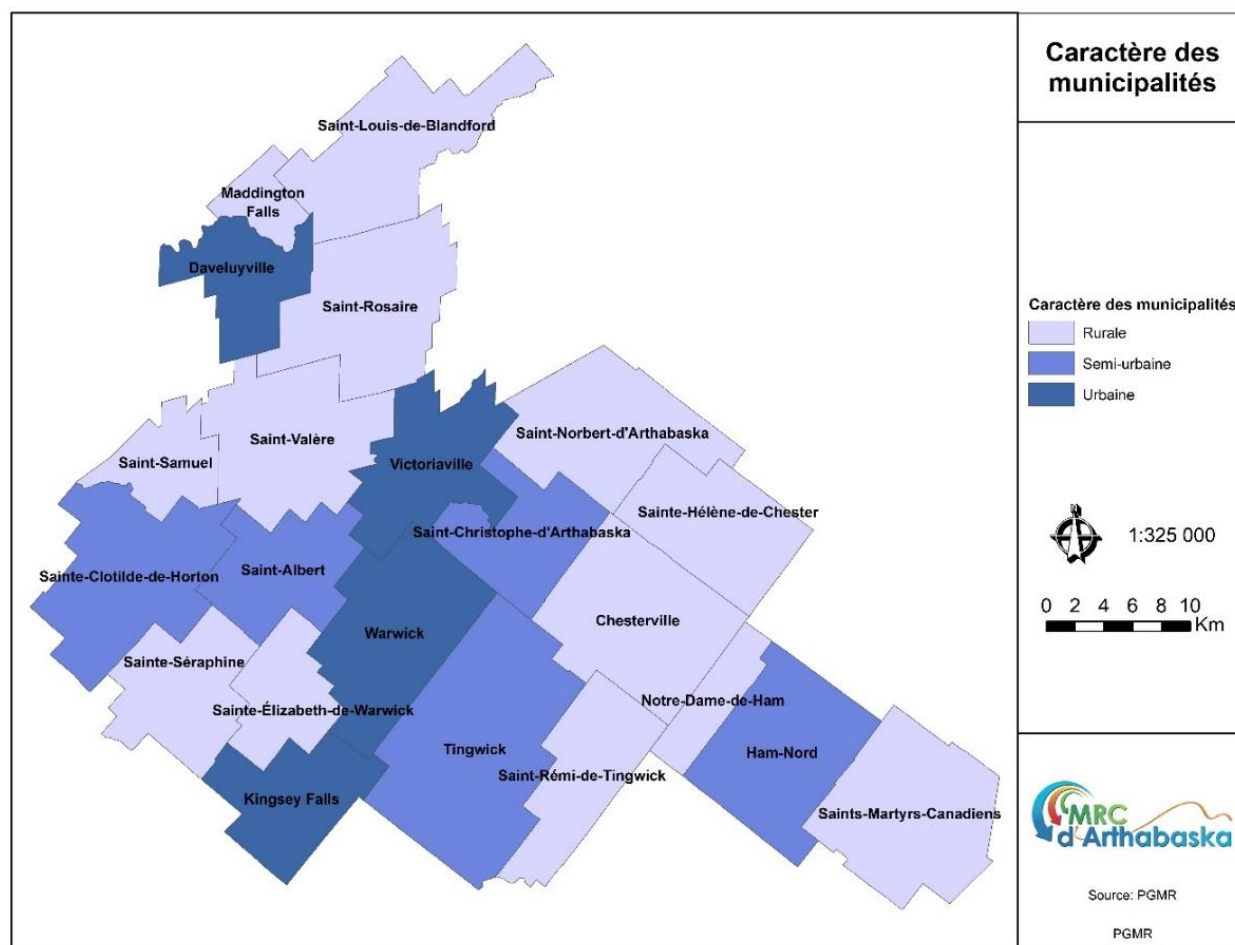 Caractère des
municipalités
Saint-Louis-de-Blandford
Maddington
Falls
Daveluyville
Saint-Rosaire
Saint-Norbert-d'Arthabaska
Saint-Valère
Saint-Samuel
Victoriaville
Sainte-Hélène-de-Chester
Saint-Christophe-d'Arthabaska
Sainte-Clotilde-de-Horton
Saint-Albert
Chesterville
Warwick
Sainte-Séraphine
Notre-Dame-de-Ham
Sainte-Élizabeth-de-Warwick
Tingwick
Ham-Nord
Saint-Rémi-de-Tingwick
Kingsey Falls
Saints-Martyrs-Canadiens
Caractère des municipalités
Rurale
Semi-urbaine
Urbaine
1:325 000
0 2 4 6 8 10
Km
MRC
d'Arthabaska
Source: PGMR
PGMR